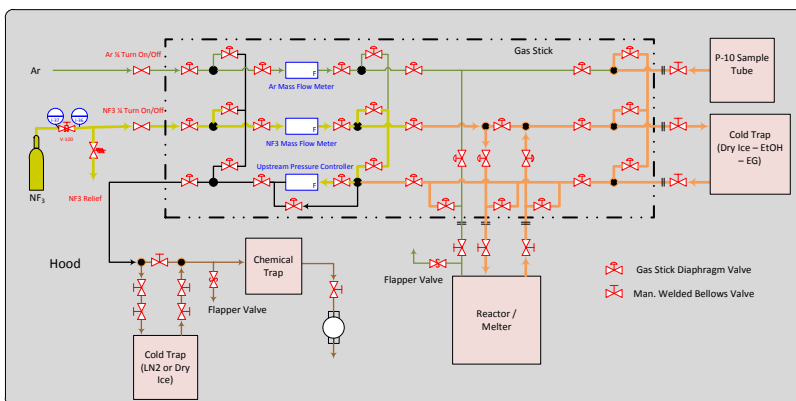 Ar
Ar ¼ Turn On/Off
Gas Stick
P-10 Sample
Tube
F
Ar Mass Flow Meter
I-37
I-36
V-100
NF3 ¼ Turn On/Off
F
NF3 Mass Flow Meter
Cold Trap
(Dry Ice – EtOH
– EG)
NF3
NF3 Relief
Upstream Pressure Controller
F
Hood
Chemical
Trap
Flapper Valve
Flapper Valve
Reactor /
Melter
Gas Stick Diaphragm Valve
Man. Welded Bellows Valve
Cold Trap
(LN2 or Dry
Ice)